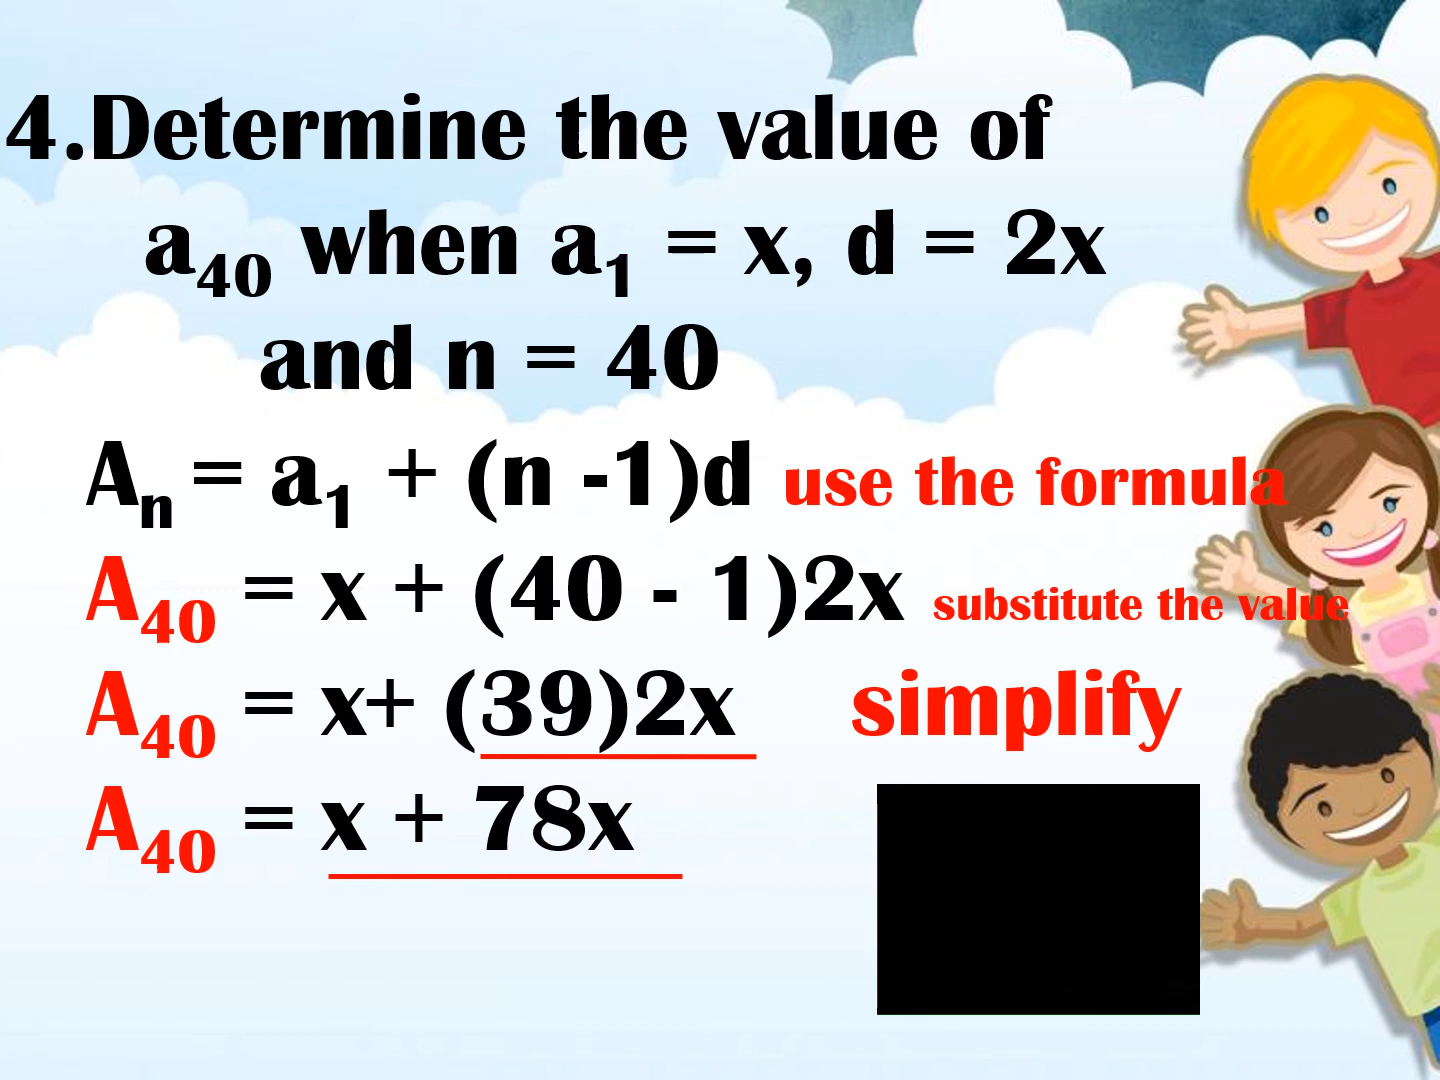 4.Determine the value of
a₄₀ when a₁ = x, d = 2x
and n = 40
Aₙ = a₁ + (n -1)d use the formula
A₄₀ = x + (40 - 1)2x substitute the value
A₄₀ = x+ (39)2x simplify
A₄₀ = x + 78x